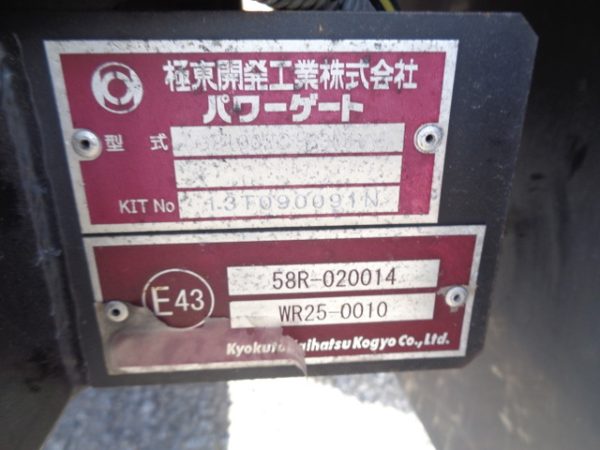 極東開発工業株式会社
パワーゲート
型式
KIT No 13T090091N
E43
58R-020014
WR25-0010
Kyokuto Kaihatsu Kogyo Co., Ltd.